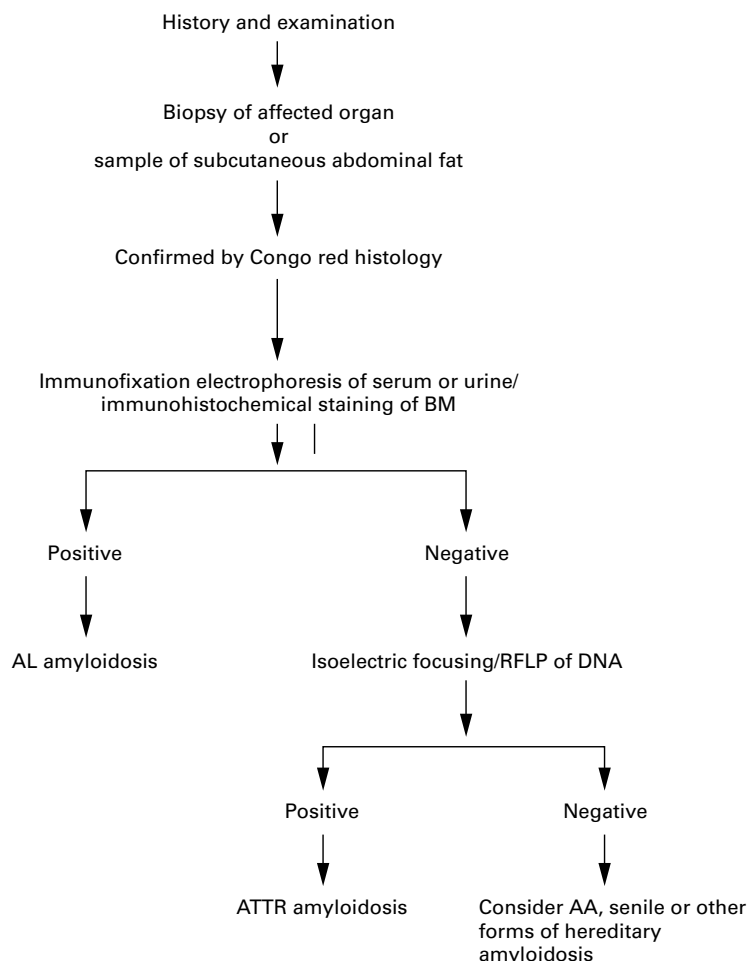 History and examination
Biopsy of affected organ
or
sample of subcutaneous abdominal fat
Confirmed by Congo red histology
Immunofixation electrophoresis of serum or urine/
immunohistochemical staining of BM
Positive
Negative
AL amyloidosis
Isoelectric focusing/RFLP of DNA
Positive
Negative
ATTR amyloidosis
Consider AA, senile or other
forms of hereditary
amyloidosis